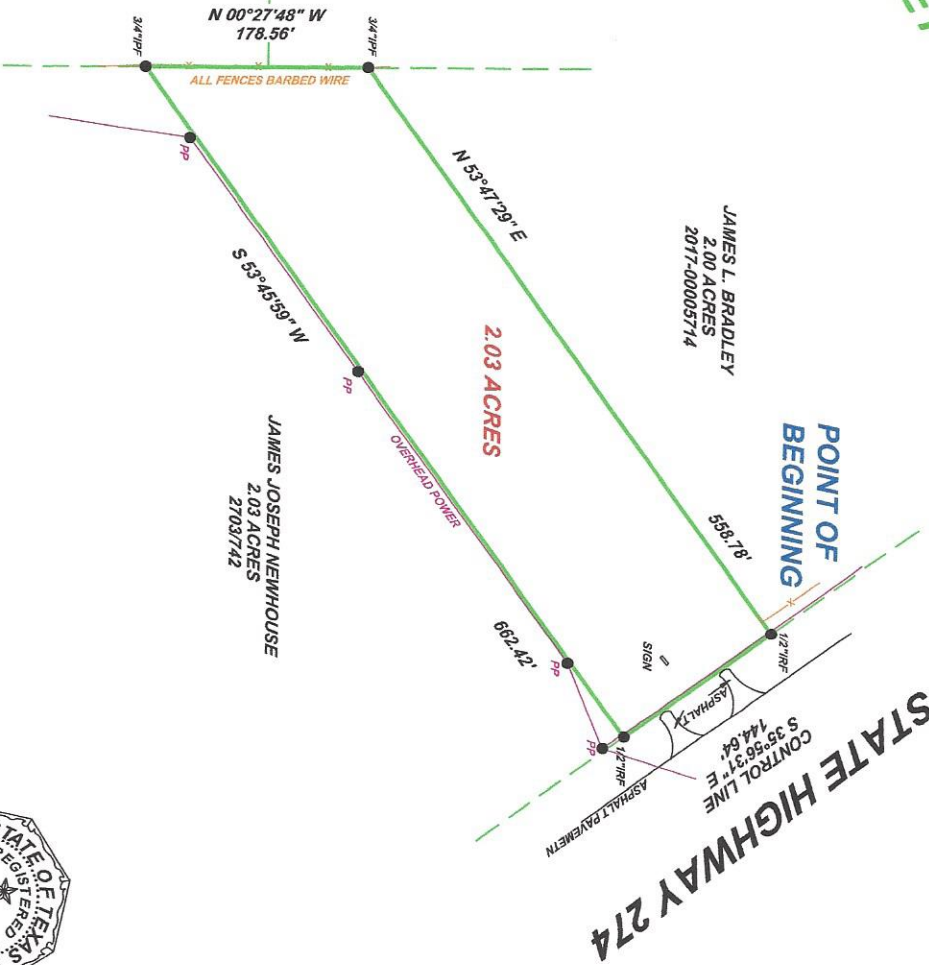 N 00°27'48" W
178.56'
3/4"IPF
3/4"IPF
ALL FENCES BARBED WIRE
N 53°47'29" E
558.78'
JAMES L. BRADLEY
2.00 ACRES
2017-00005714
POINT OF
BEGINNING
2.03 ACRES
PP
S 53°45'59" W
662.42'
PP
OVERHEAD POWER
PP
JAMES JOSEPH NEWHOUSE
2.03 ACRES
2703/742
SIGN
1/2"IRF
ASPHALT
1/2"IRF
PP
CONTROL LINE
S 35°56'31" E
144.64'
ASPHALT PAVEMETN
STATE HIGHWAY 274
STATE OF TEXAS
REGISTERED